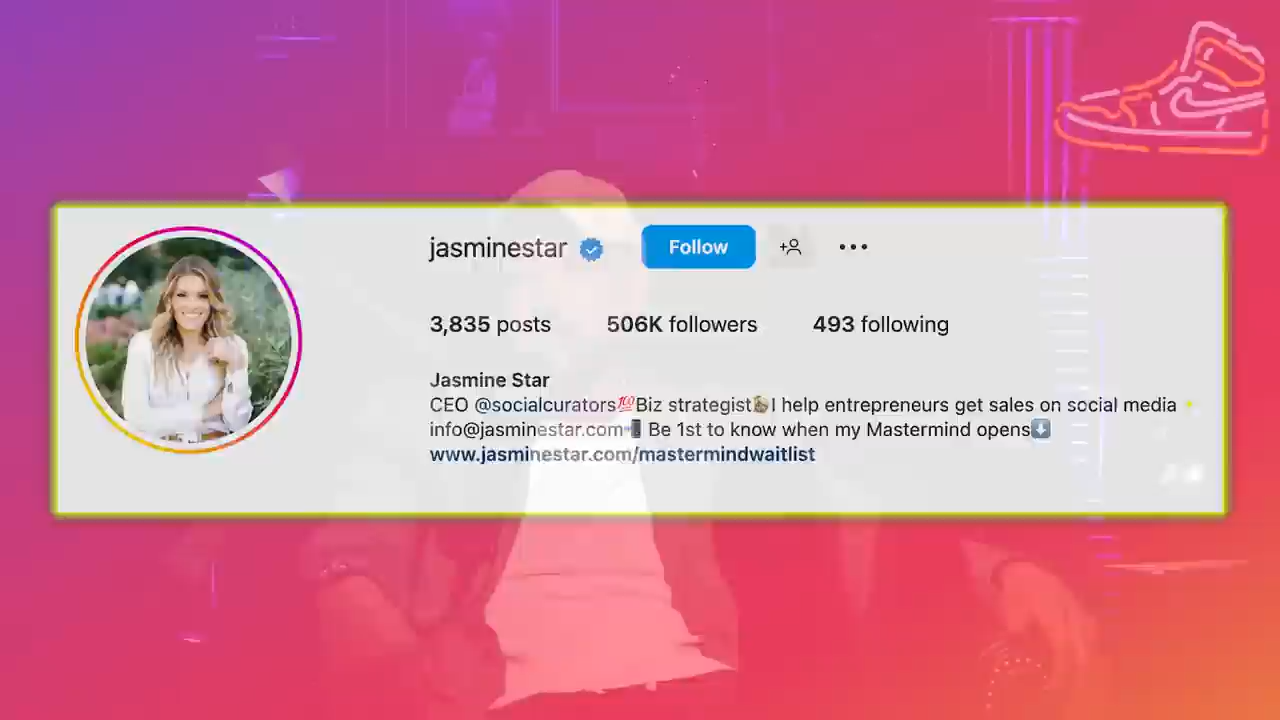 jasminestar
Follow
3,835 posts 506K followers 493 following
Jasmine Star
CEO @socialcurators💯Biz strategist💪🏼I help entrepreneurs get sales on social media ✨
info@jasminestar.com📱 Be 1st to know when my Mastermind opens⬇️
www.jasminestar.com/mastermindwaitlist